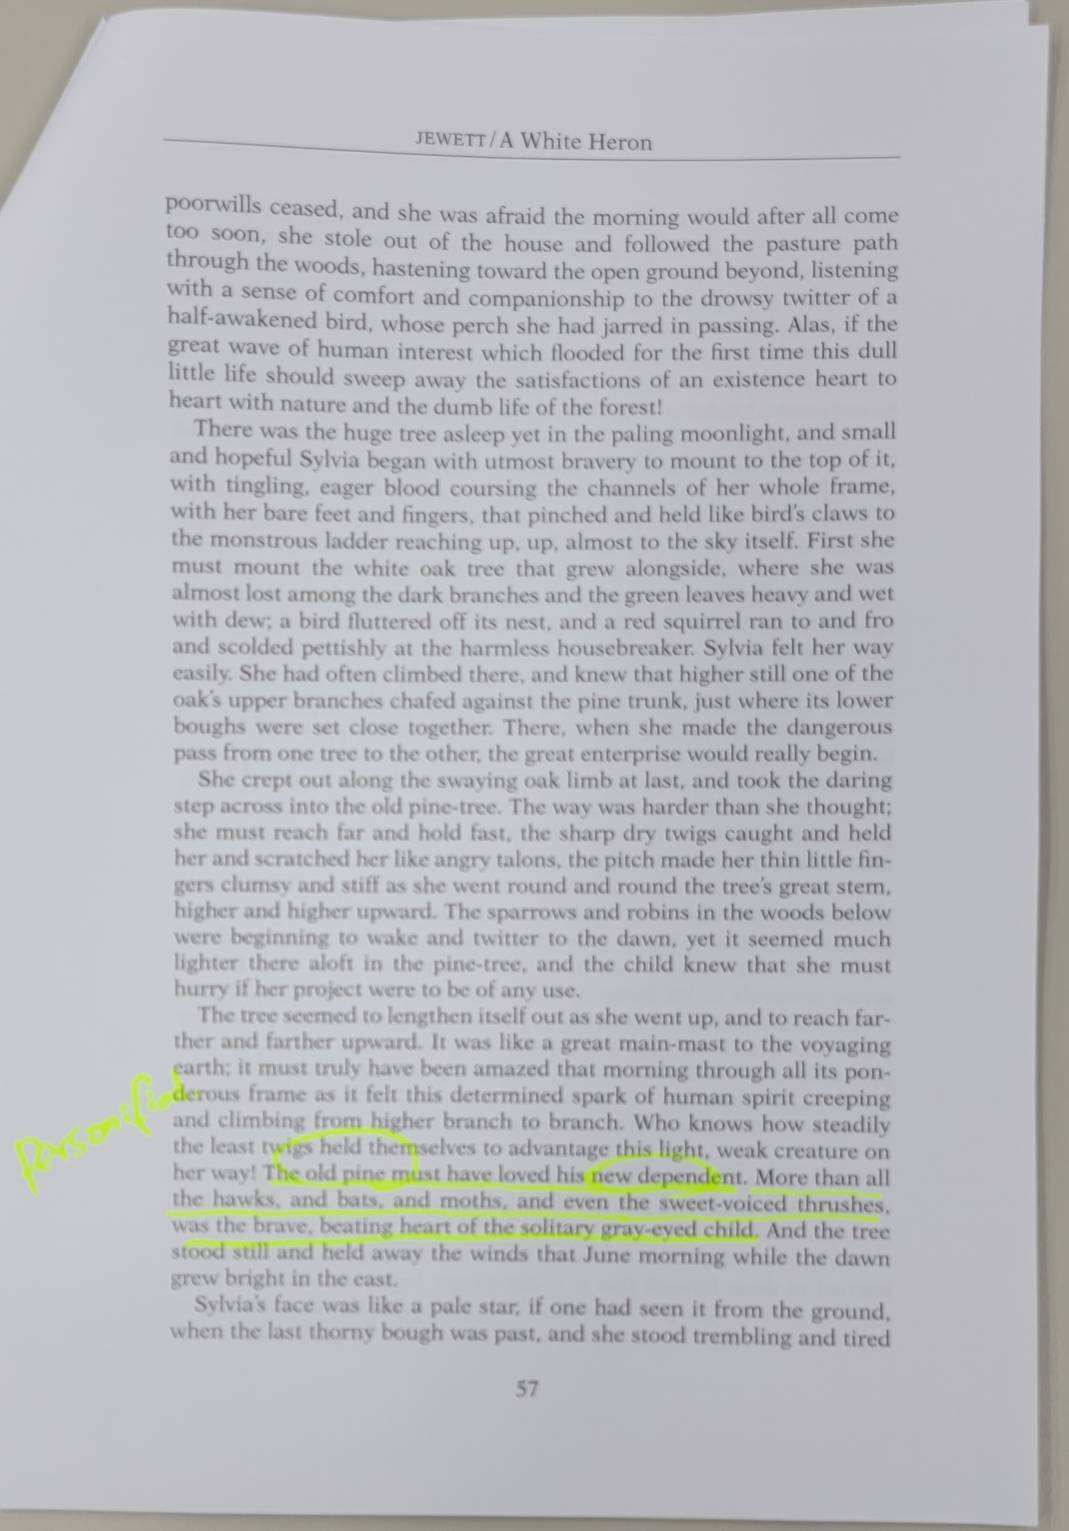 JEWETT / A White Heron
poorwills ceased, and she was afraid the morning would after all come
too soon, she stole out of the house and followed the pasture path
through the woods, hastening toward the open ground beyond, listening
with a sense of comfort and companionship to the drowsy twitter of a
half-awakened bird, whose perch she had jarred in passing. Alas, if the
great wave of human interest which flooded for the first time this dull
little life should sweep away the satisfactions of an existence heart to
heart with nature and the dumb life of the forest!
There was the huge tree asleep yet in the paling moonlight, and small
and hopeful Sylvia began with utmost bravery to mount to the top of it,
with tingling, eager blood coursing the channels of her whole frame,
with her bare feet and fingers, that pinched and held like bird's claws to
the monstrous ladder reaching up, up, almost to the sky itself. First she
must mount the white oak tree that grew alongside, where she was
almost lost among the dark branches and the green leaves heavy and wet
with dew; a bird fluttered off its nest, and a red squirrel ran to and fro
and scolded pettishly at the harmless housebreaker. Sylvia felt her way
easily. She had often climbed there, and knew that higher still one of the
oak's upper branches chafed against the pine trunk, just where its lower
boughs were set close together. There, when she made the dangerous
pass from one tree to the other, the great enterprise would really begin.
She crept out along the swaying oak limb at last, and took the daring
step across into the old pine-tree. The way was harder than she thought;
she must reach far and hold fast, the sharp dry twigs caught and held
her and scratched her like angry talons, the pitch made her thin little fin-
gers clumsy and stiff as she went round and round the tree's great stem,
higher and higher upward. The sparrows and robins in the woods below
were beginning to wake and twitter to the dawn, yet it seemed much
lighter there aloft in the pine-tree, and the child knew that she must
hurry if her project were to be of any use.
The tree seemed to lengthen itself out as she went up, and to reach far-
ther and farther upward. It was like a great main-mast to the voyaging
earth; it must truly have been amazed that morning through all its pon-
derous frame as it felt this determined spark of human spirit creeping
and climbing from higher branch to branch. Who knows how steadily
the least twigs held themselves to advantage this light, weak creature on
her way! The old pine must have loved his new dependent. More than all
the hawks, and bats, and moths, and even the sweet-voiced thrushes,
was the brave, beating heart of the solitary gray-eyed child. And the tree
stood still and held away the winds that June morning while the dawn
grew bright in the east.
Sylvia's face was like a pale star, if one had seen it from the ground,
when the last thorny bough was past, and she stood trembling and tired
57